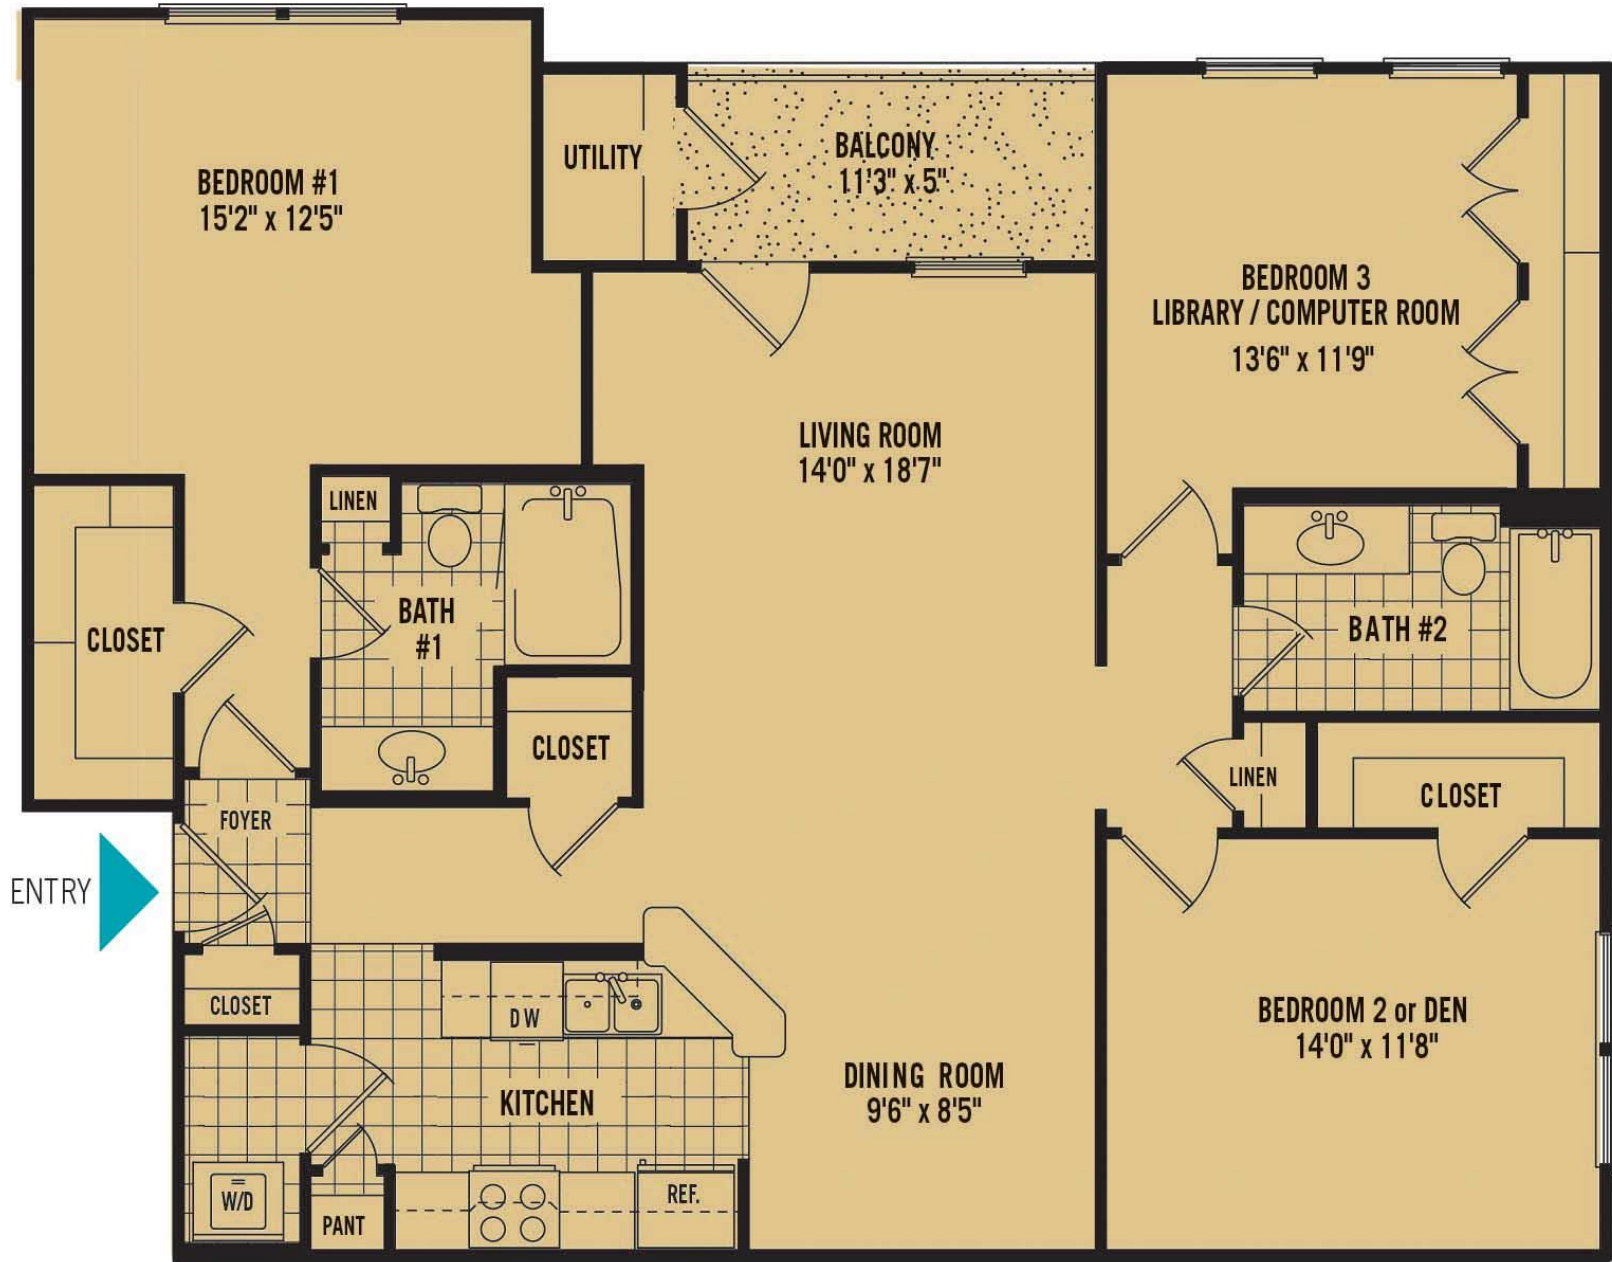 BEDROOM #1
15'2" x 12'5"
UTILITY
BALCONY
11'3" x 5"
BEDROOM 3
LIBRARY / COMPUTER ROOM
13'6" x 11'9"
LIVING ROOM
14'0" x 18'7"
LINEN
BATH
#1
CLOSET
CLOSET
BATH #2
LINEN
CLOSET
FOYER
ENTRY
CLOSET
DW
KITCHEN
DINING ROOM
9'6" x 8'5"
BEDROOM 2 or DEN
14'0" x 11'8"
W/D
PANT
REF.